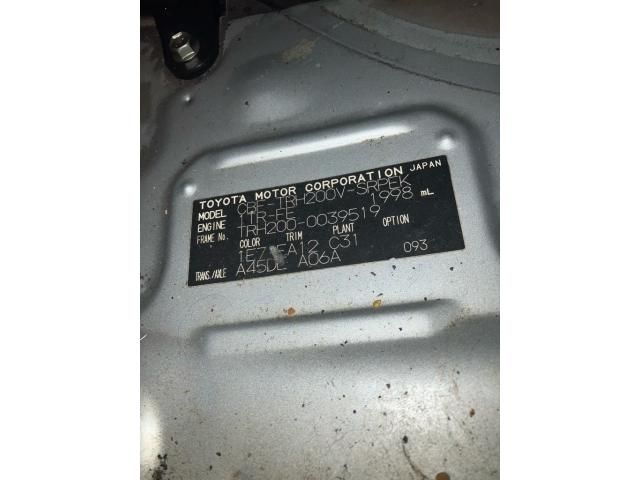 TOYOTA MOTOR CORPORATION JAPAN
MODEL CBF-TRH200V-SRPEK
ENGINE 1TR-FE 1998 mL
FRAME No. TRH200-0039519
COLOR TRIM PLANT OPTION
1E7 FA12 C31
TRANS./AXLE A45DL A06A 093